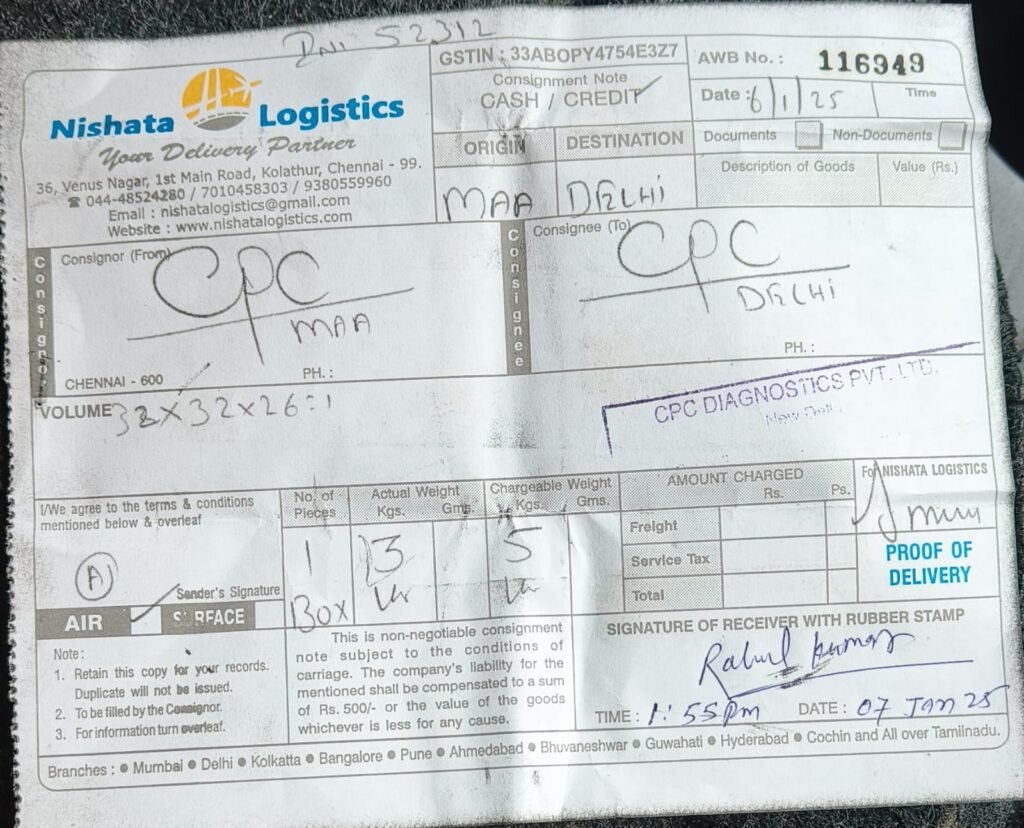 52312
Nishata Logistics
Your Delivery Partner
36, Venus Nagar, 1st Main Road, Kolathur, Chennai - 99.
☎ 044-48524280 / 7010458303 / 9380559960
Email : nishatalogistics@gmail.com
Website : www.nishatalogistics.com
GSTIN : 33ABOPY4754E3Z7
Consignment Note
CASH / CREDIT
AWB No. : 116949
Date : 6/1/25
Time
ORIGIN
DESTINATION
MAA
DELHI
Documents
Non-Documents
Description of Goods
Value (Rs.)
Consignor
Consignor (From)
CPC
MAA
CHENNAI - 600
PH. :
Consignee
Consignee (To)
CPC
DELHI
PH. :
VOLUME 32×32×26=1
CPC DIAGNOSTICS PVT. LTD.
New Delhi
I/We agree to the terms & conditions
mentioned below & overleaf
A
Sender's Signature
AIR
SURFACE
No. of Pieces
Actual Weight
Kgs. Gms.
Chargeable Weight
Kgs. Gms.
1 3 5
Box
AMOUNT CHARGED
Rs. Ps.
Freight
Service Tax
Total
For NISHATA LOGISTICS
PROOF OF
DELIVERY
Note :
1. Retain this copy for your records.
Duplicate will not be issued.
2. To be filled by the Consignor.
3. For information turn overleaf.
This is non-negotiable consignment
note subject to the conditions of
carriage. The company's liability for the
mentioned shall be compensated to a sum
of Rs. 500/- or the value of the goods
whichever is less for any cause.
SIGNATURE OF RECEIVER WITH RUBBER STAMP
Rahul Kumar
TIME : 1:55pm
DATE : 07 Jan 25
Branches : ● Mumbai ● Delhi ● Kolkatta ● Bangalore ● Pune ● Ahmedabad ● Bhuvaneshwar ● Guwahati ● Hyderabad ● Cochin and All over Tamilnadu.